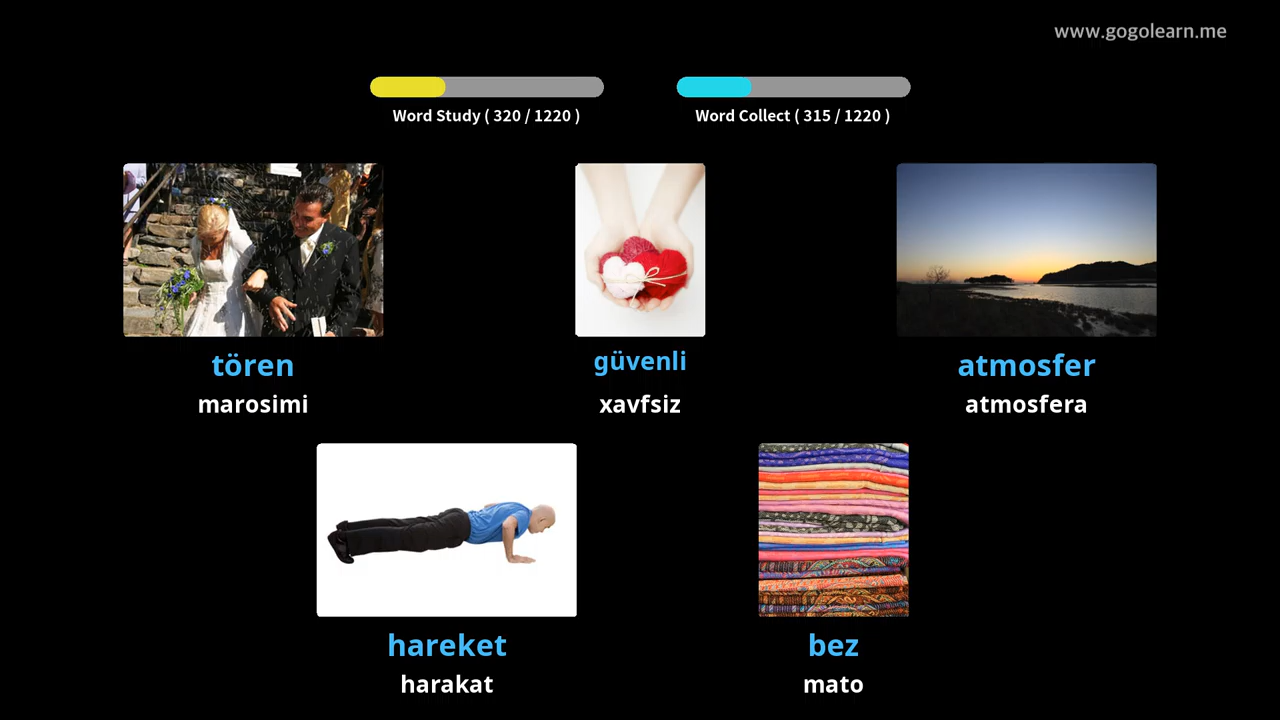 www.gogolearn.me
Word Study ( 320 / 1220 )
Word Collect ( 315 / 1220 )
tören
marosimi
güvenli
xavfsiz
atmosfer
atmosfera
hareket
harakat
bez
mato